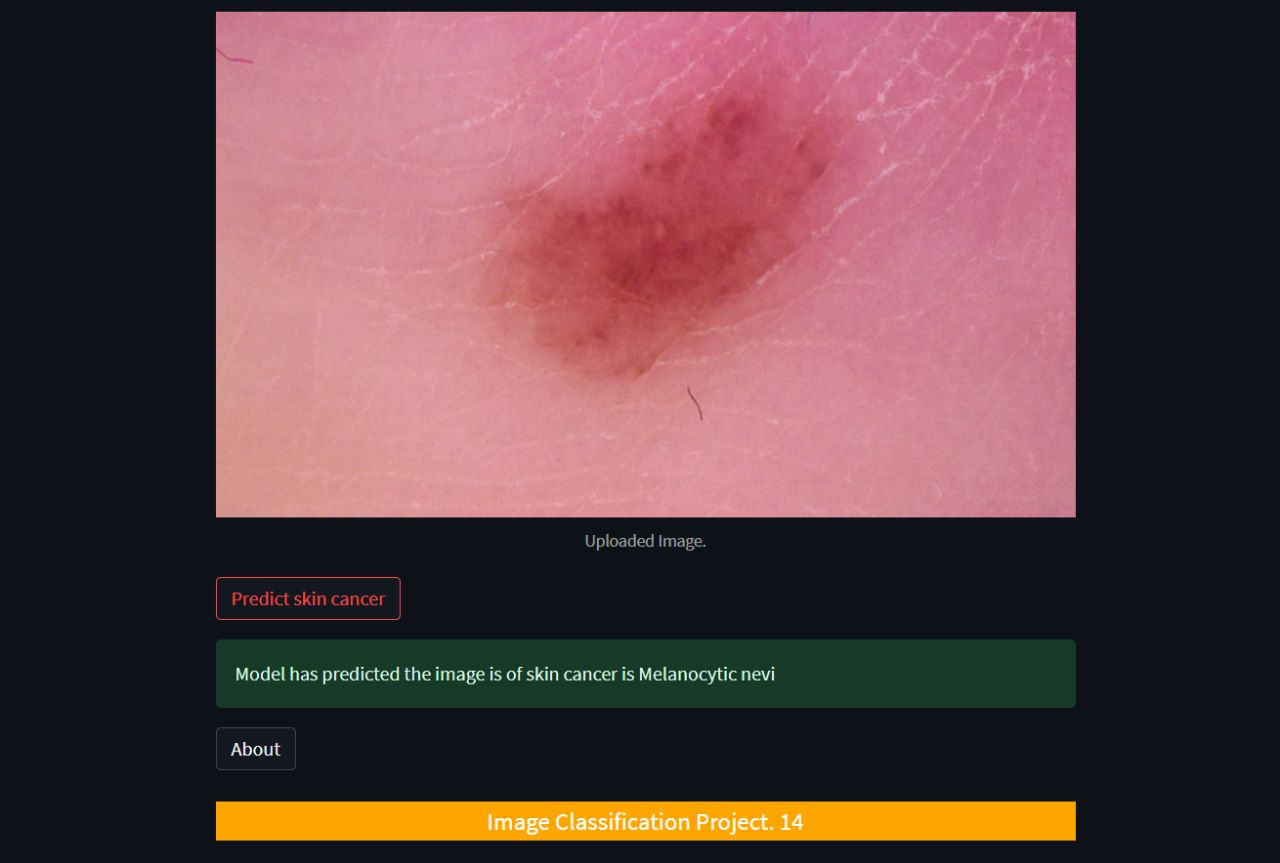 Uploaded Image.
Predict skin cancer
Model has predicted the image is of skin cancer is Melanocytic nevi
About
Image Classification Project. 14